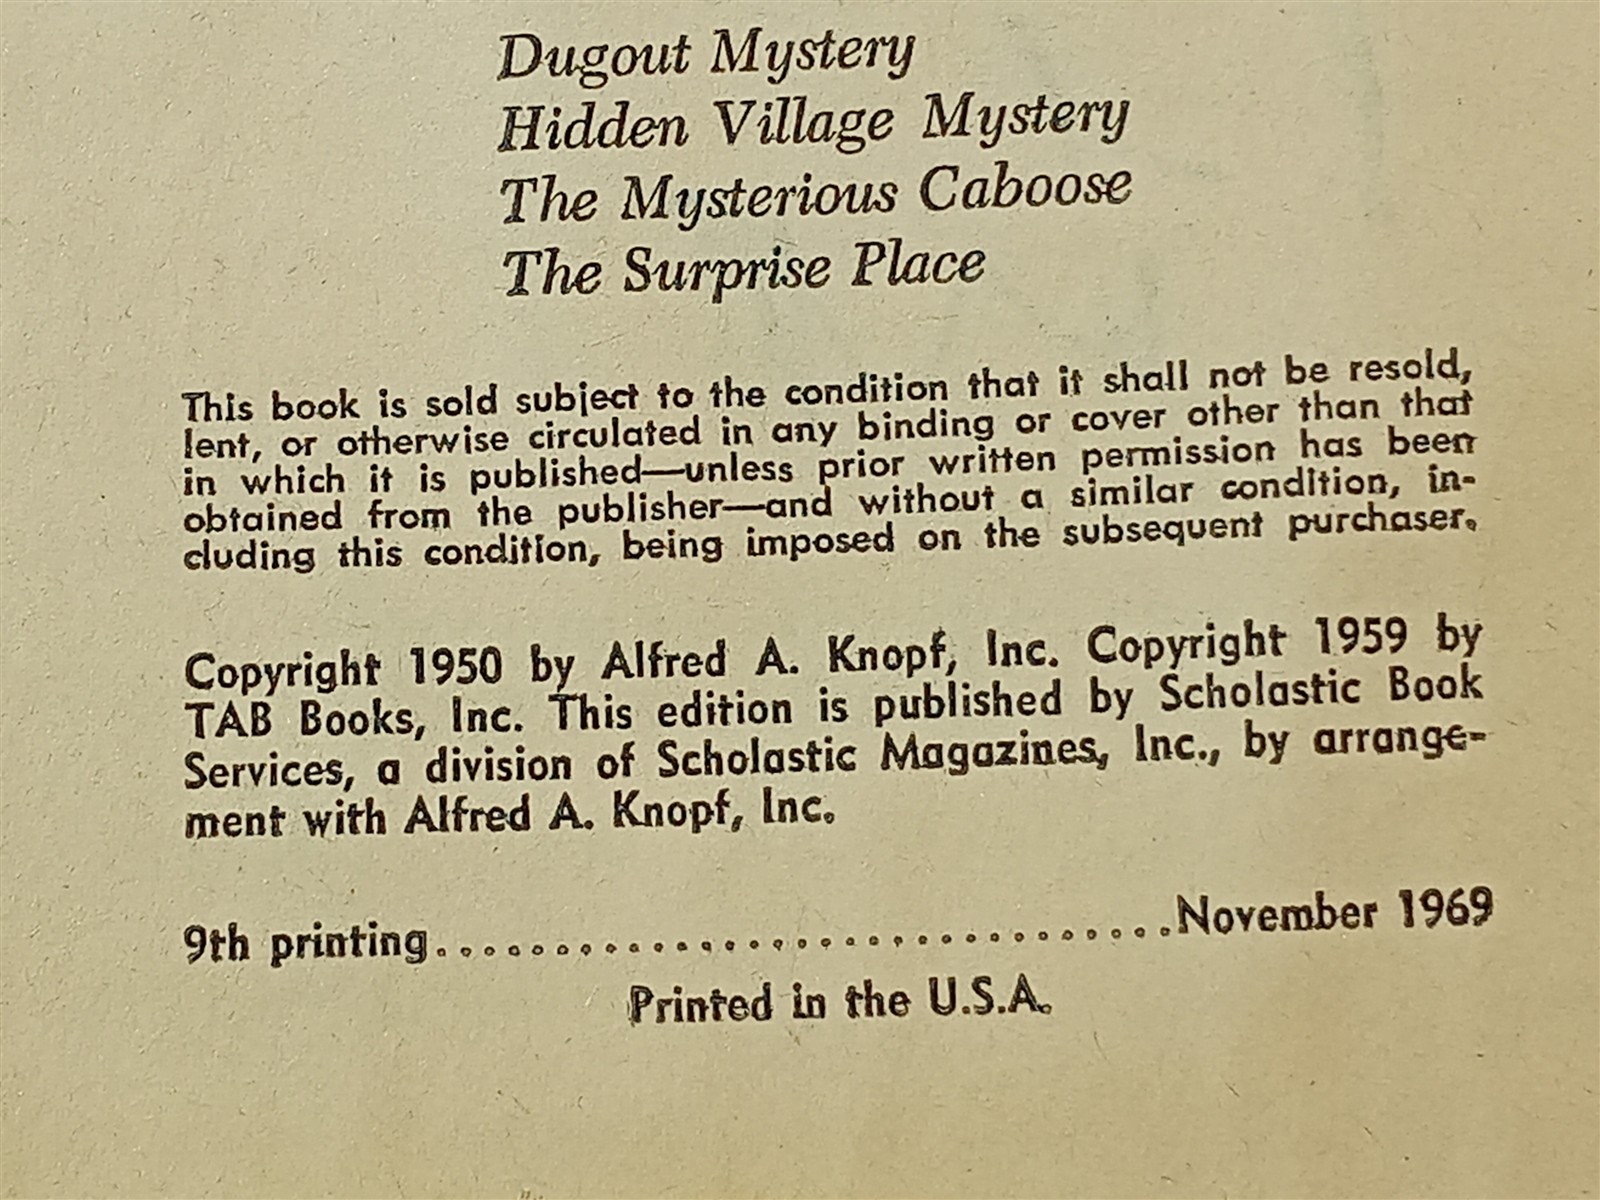 Dugout Mystery
Hidden Village Mystery
The Mysterious Caboose
The Surprise Place
This book is sold subject to the condition that it shall not be resold,
lent, or otherwise circulated in any binding or cover other than that
in which it is published—unless prior written permission has been
obtained from the publisher—and without a similar condition, in-
cluding this condition, being imposed on the subsequent purchaser.
Copyright 1950 by Alfred A. Knopf, Inc. Copyright 1959 by
TAB Books, Inc. This edition is published by Scholastic Book
Services, a division of Scholastic Magazines, Inc., by arrange-
ment with Alfred A. Knopf, Inc.
9th printing...............................November 1969
Printed in the U.S.A.